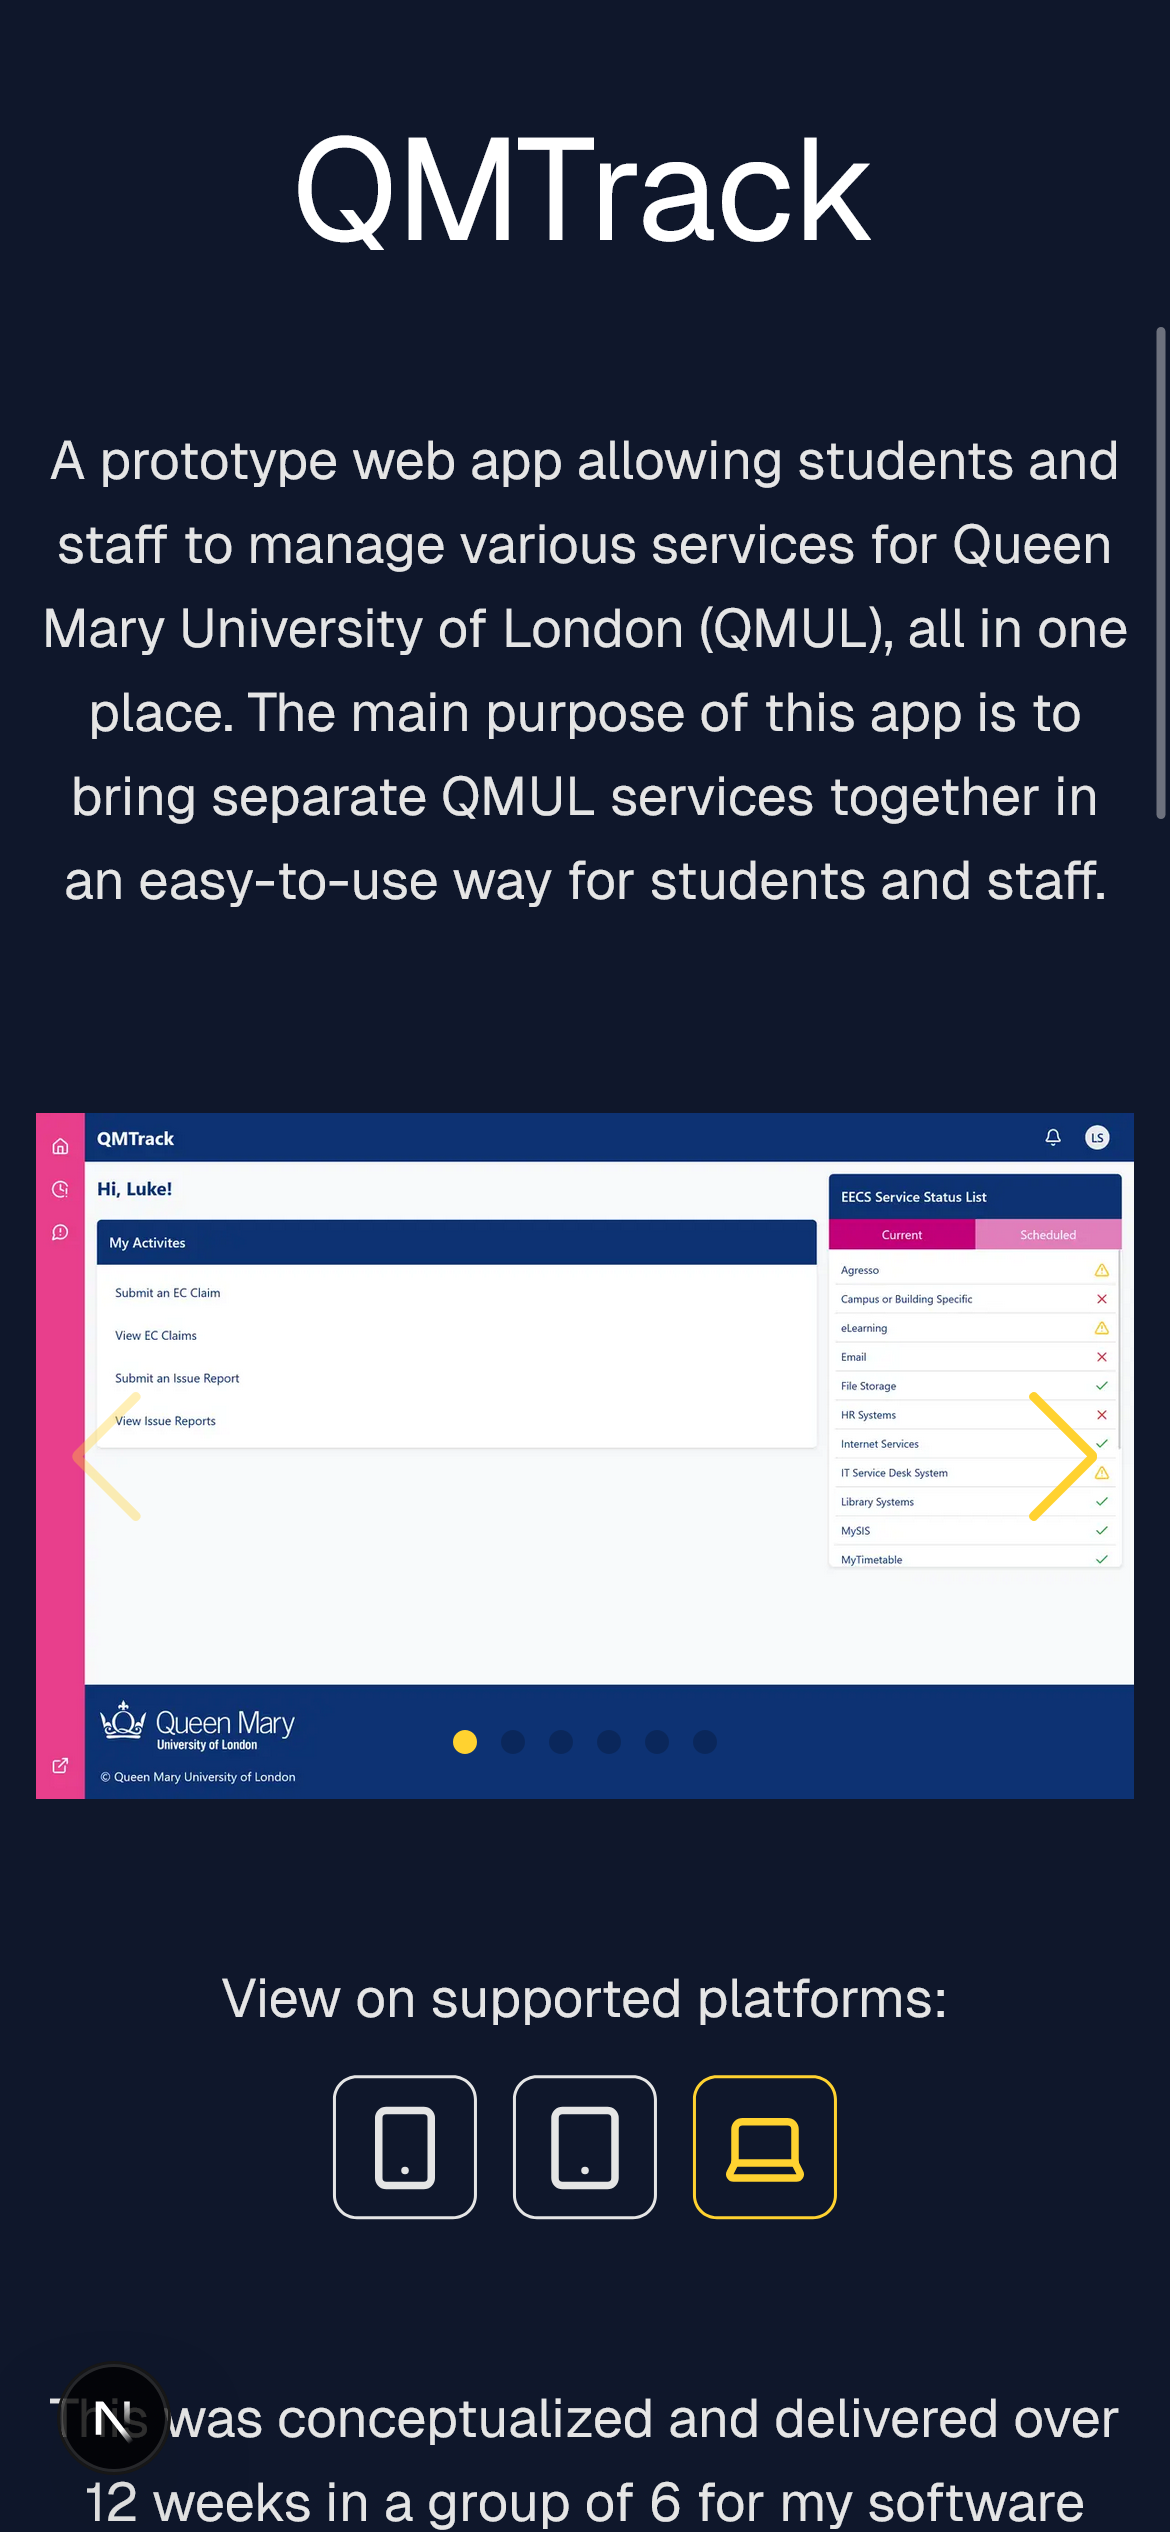 QMTrack
A prototype web app allowing students and
staff to manage various services for Queen
Mary University of London (QMUL), all in one
place. The main purpose of this app is to
bring separate QMUL services together in
an easy-to-use way for students and staff.
QMTrack
LS
Hi, Luke!
My Activites
Submit an EC Claim
View EC Claims
Submit an Issue Report
View Issue Reports
EECS Service Status List
Current Scheduled
Agresso
Campus or Building Specific
eLearning
Email
File Storage
HR Systems
Internet Services
IT Service Desk System
Library Systems
MySIS
MyTimetable
Queen Mary
University of London
© Queen Mary University of London
View on supported platforms:
This was conceptualized and delivered over
12 weeks in a group of 6 for my software
N